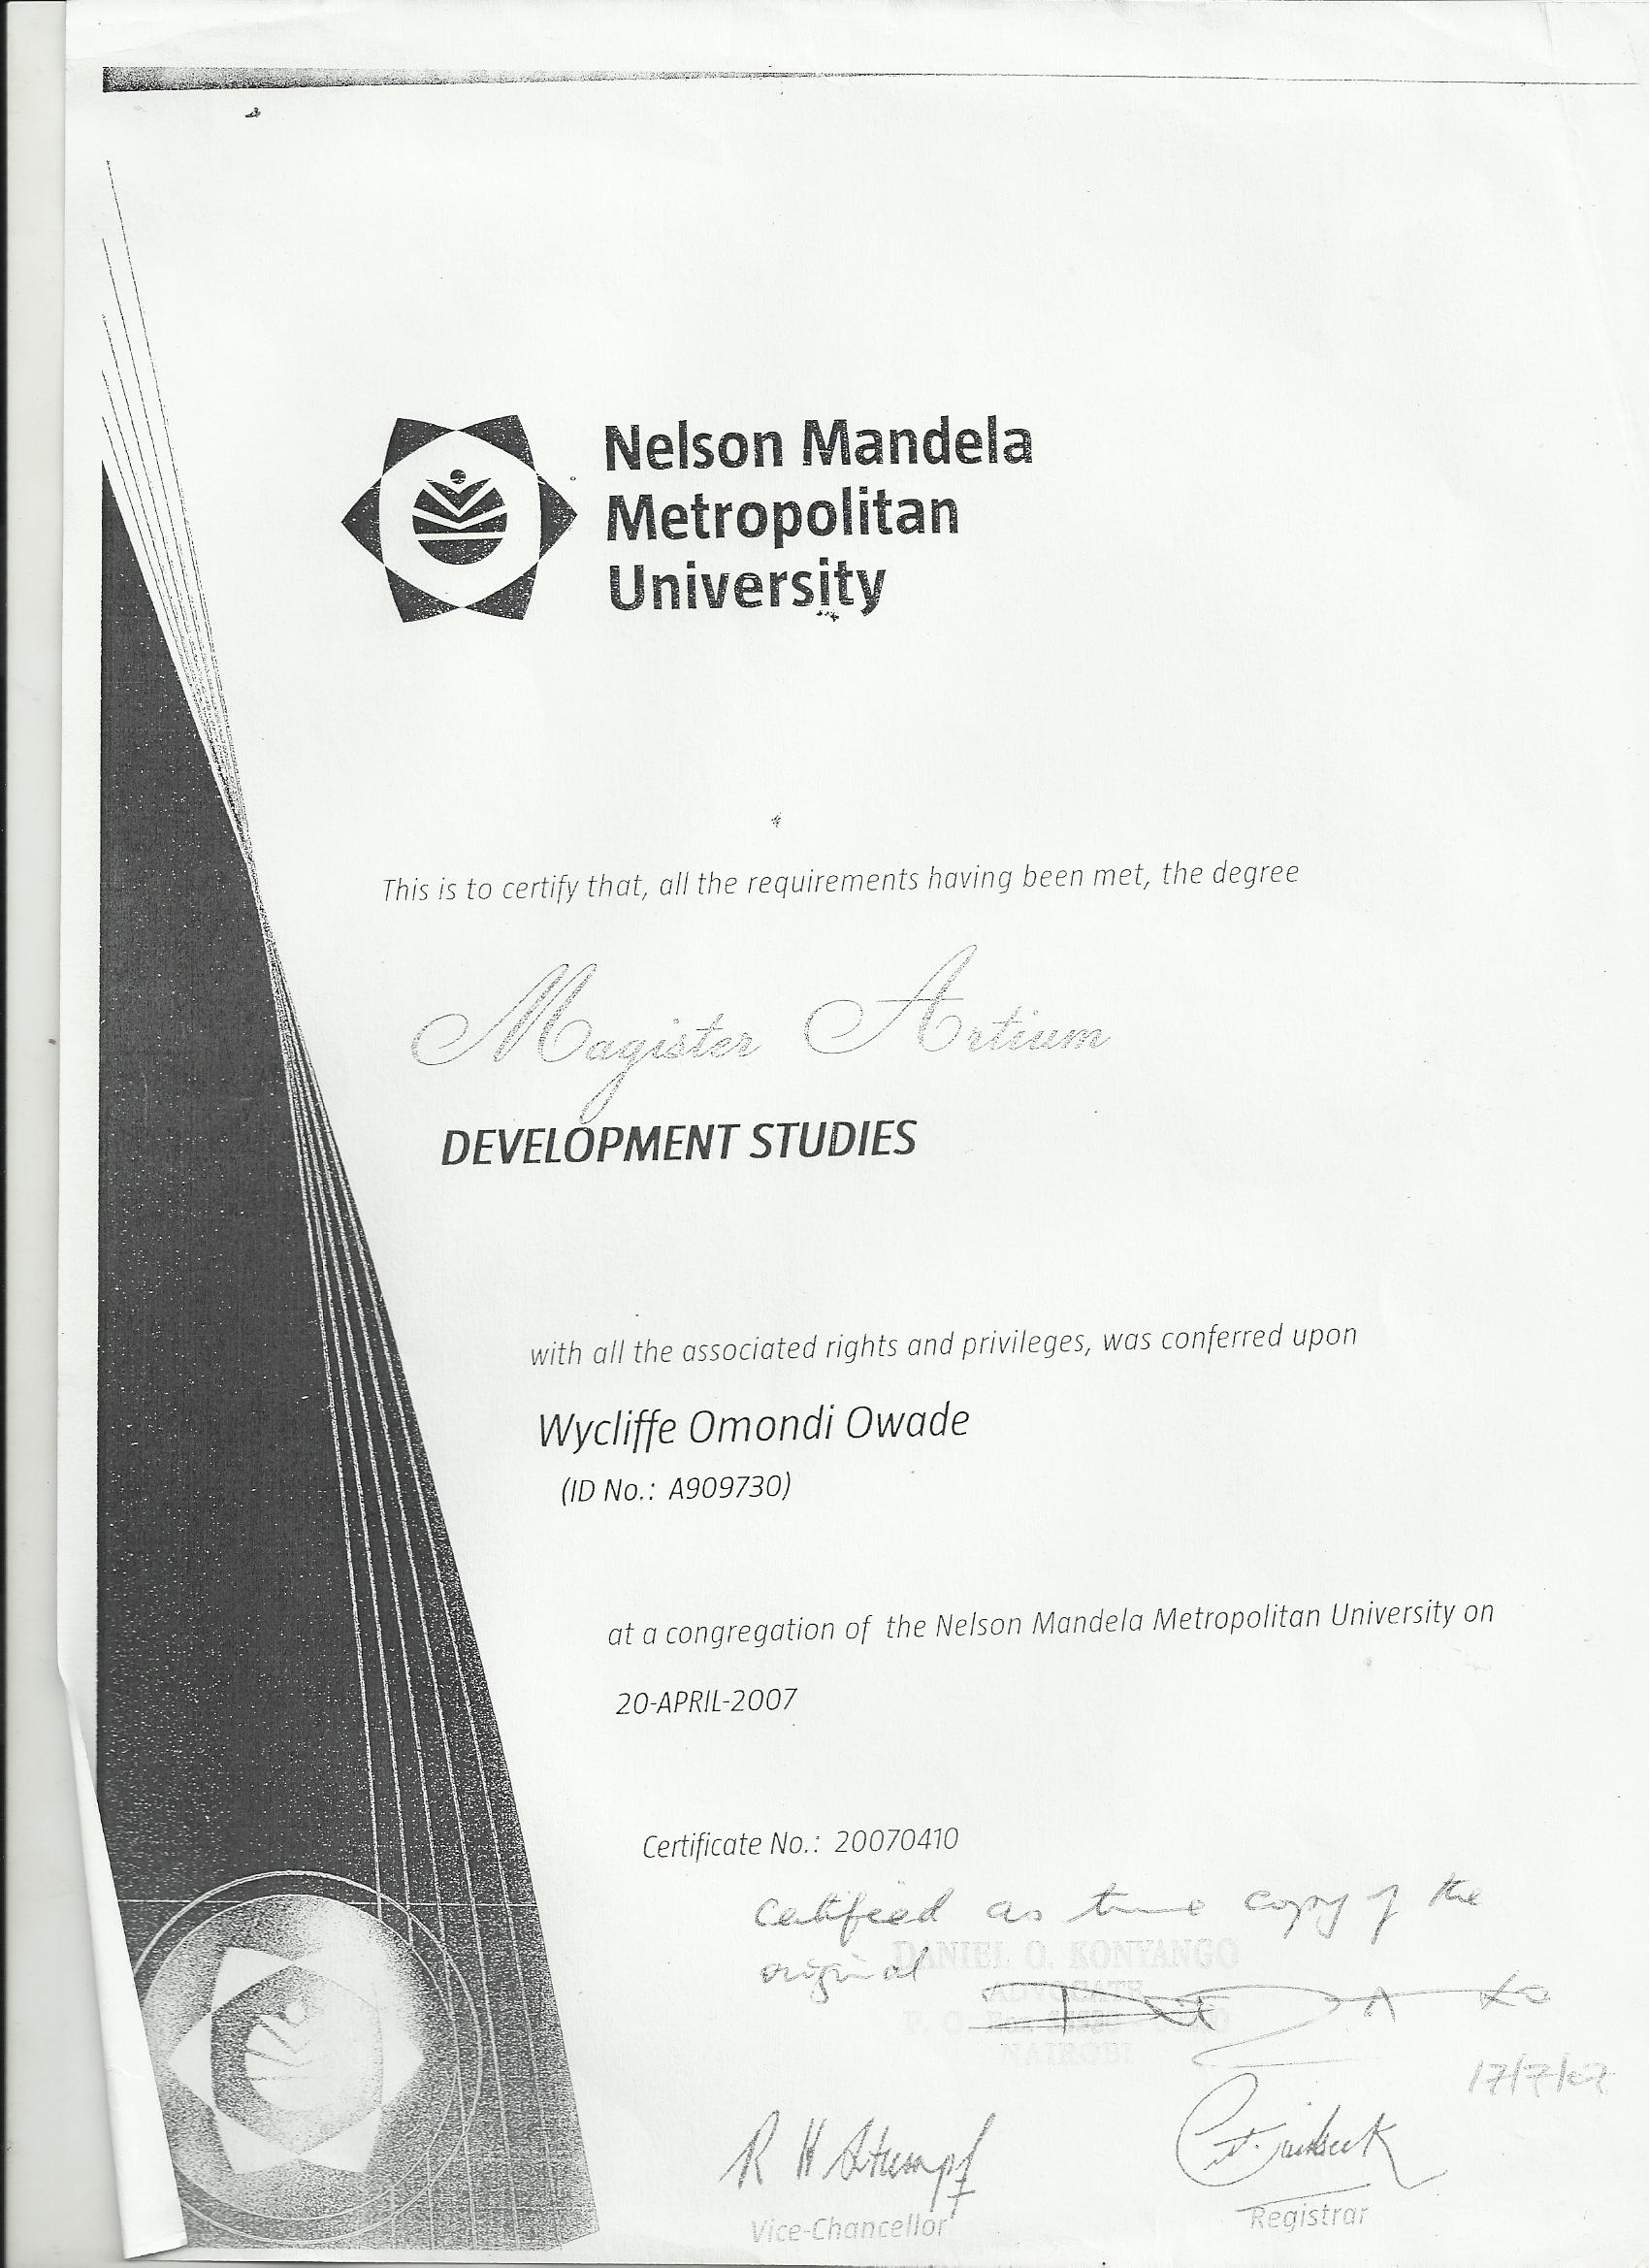 Nelson Mandela
Metropolitan
University
This is to certify that, all the requirements having been met, the degree
Magister Artium
DEVELOPMENT STUDIES
with all the associated rights and privileges, was conferred upon
Wycliffe Omondi Owade
(ID No.: A909730)
at a congregation of the Nelson Mandela Metropolitan University on
20-APRIL-2007
Certificate No.: 20070410
Certified as true copy of the
original
DANIEL O. KONYANGO
ADVOCATE
P. O. Box
NAIROBI
17/7/07
R H Stumpf
Vice-Chancellor
Registrar